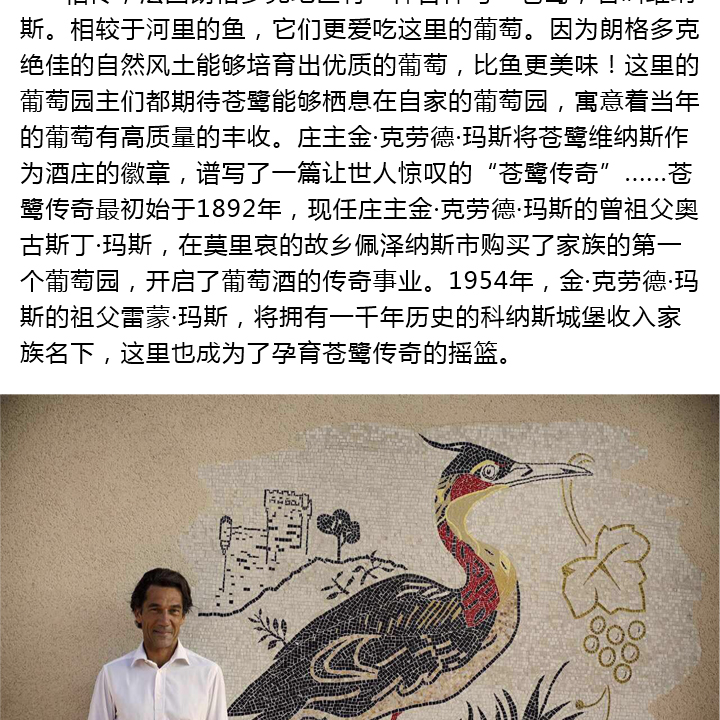 斯。相较于河里的鱼，它们更爱吃这里的葡萄。因为朗格多克
绝佳的自然风土能够培育出优质的葡萄，比鱼更美味！这里的
葡萄园主们都期待苍鹭能够栖息在自家的葡萄园，寓意着当年
的葡萄有高质量的丰收。庄主金·克劳德·玛斯将苍鹭维纳斯作
为酒庄的徽章，谱写了一篇让世人惊叹的“苍鹭传奇”……苍
鹭传奇最初始于1892年，现任庄主金·克劳德·玛斯的曾祖父奥
古斯丁·玛斯，在莫里哀的故乡佩泽纳斯市购买了家族的第一
个葡萄园，开启了葡萄酒的传奇事业。1954年，金·克劳德·玛
斯的祖父雷蒙·玛斯，将拥有一千年历史的科纳斯城堡收入家
族名下，这里也成为了孕育苍鹭传奇的摇篮。